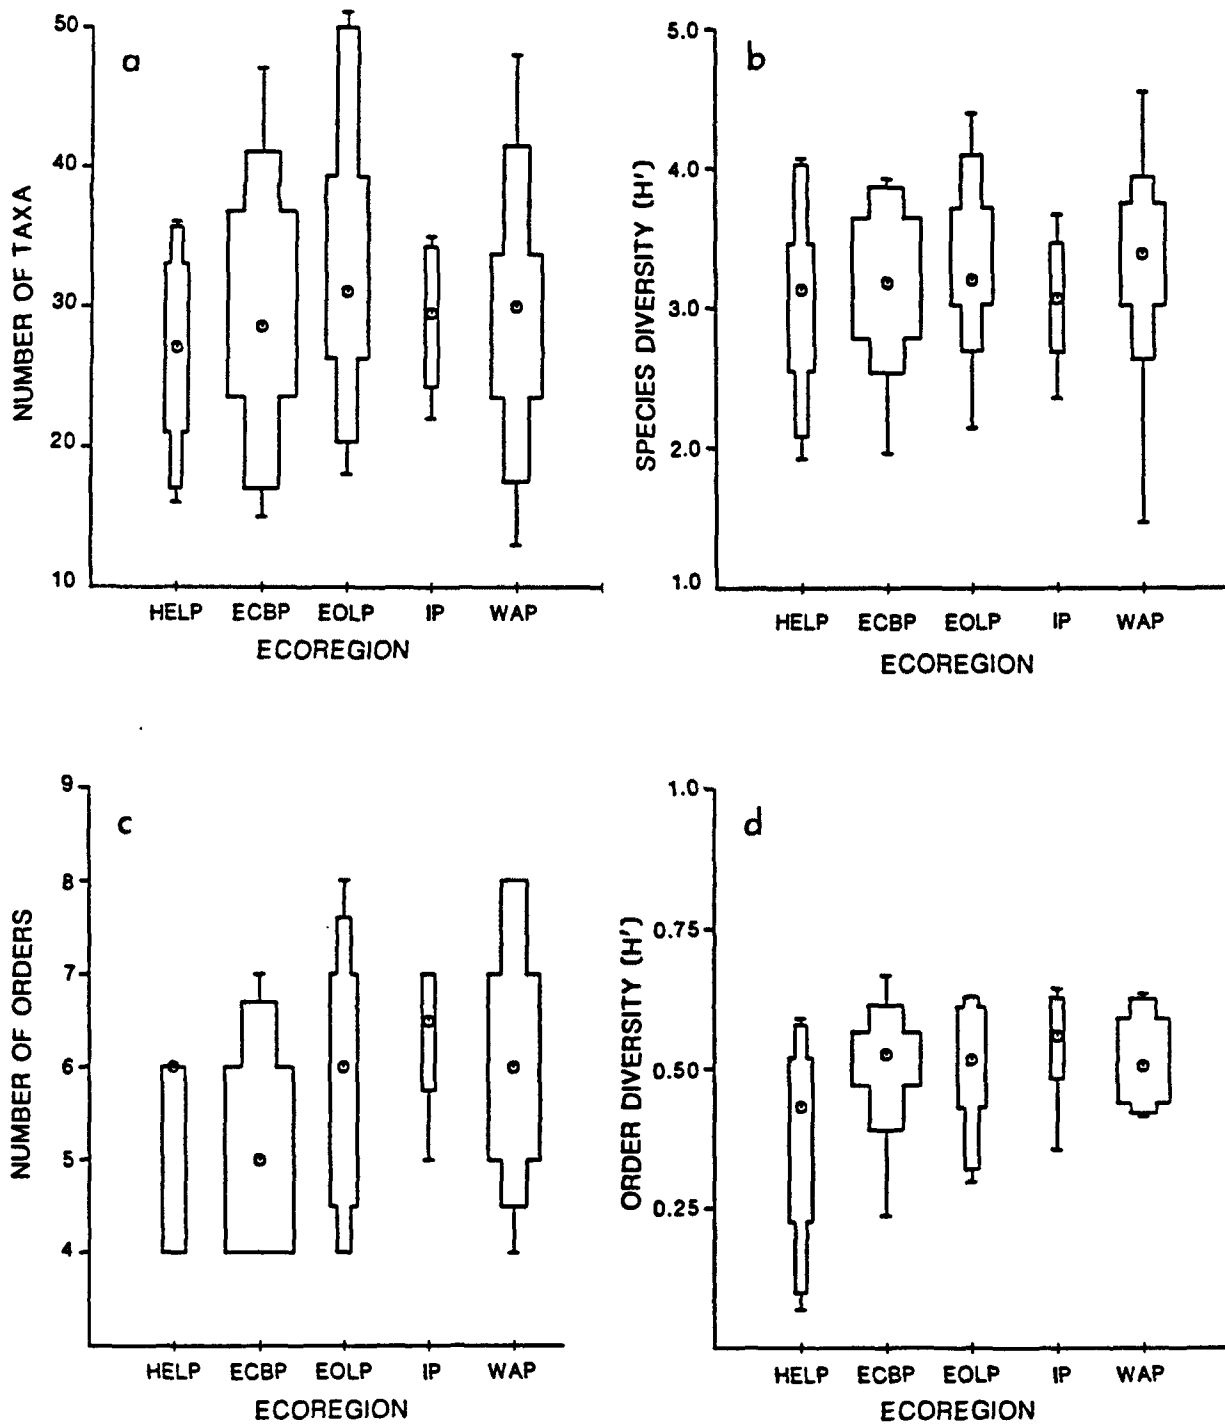 a
NUMBER OF TAXA
50
40
30
20
10
HELP ECBP EOLP IP WAP
ECOREGION
b
SPECIES DIVERSITY (H')
5.0
4.0
3.0
2.0
1.0
HELP ECBP EOLP IP WAP
ECOREGION
c
NUMBER OF ORDERS
9
8
7
6
5
4
HELP ECBP EOLP IP WAP
ECOREGION
d
ORDER DIVERSITY (H')
1.0
0.75
0.50
0.25
HELP ECBP EOLP IP WAP
ECOREGION